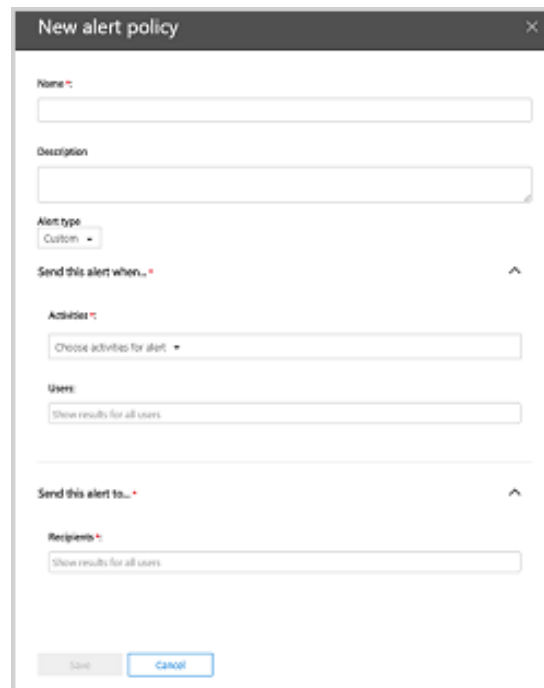 New alert policy
Name *:
Description
Alert type
Custom
Send this alert when... *
Activities *:
Choose activities for alert
Users:
Show results for all users
Send this alert to... *
Recipients *:
Show results for all users
Save
Cancel